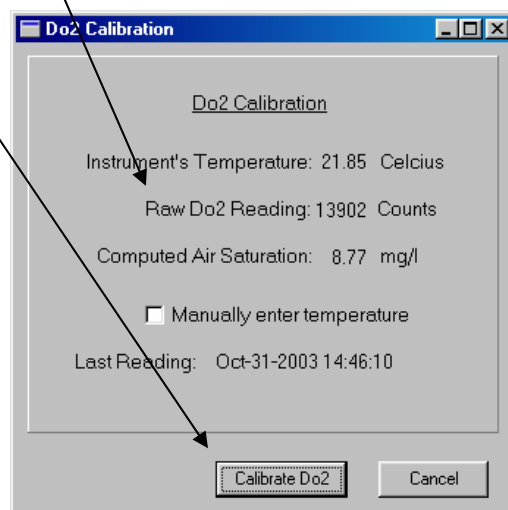 Do2 Calibration
Do2 Calibration
Instrument's Temperature: 21.85 Celcius
Raw Do2 Reading: 13902 Counts
Computed Air Saturation: 8.77 mg/l
Manually enter temperature
Last Reading: Oct-31-2003 14:46:10
Calibrate Do2 Cancel